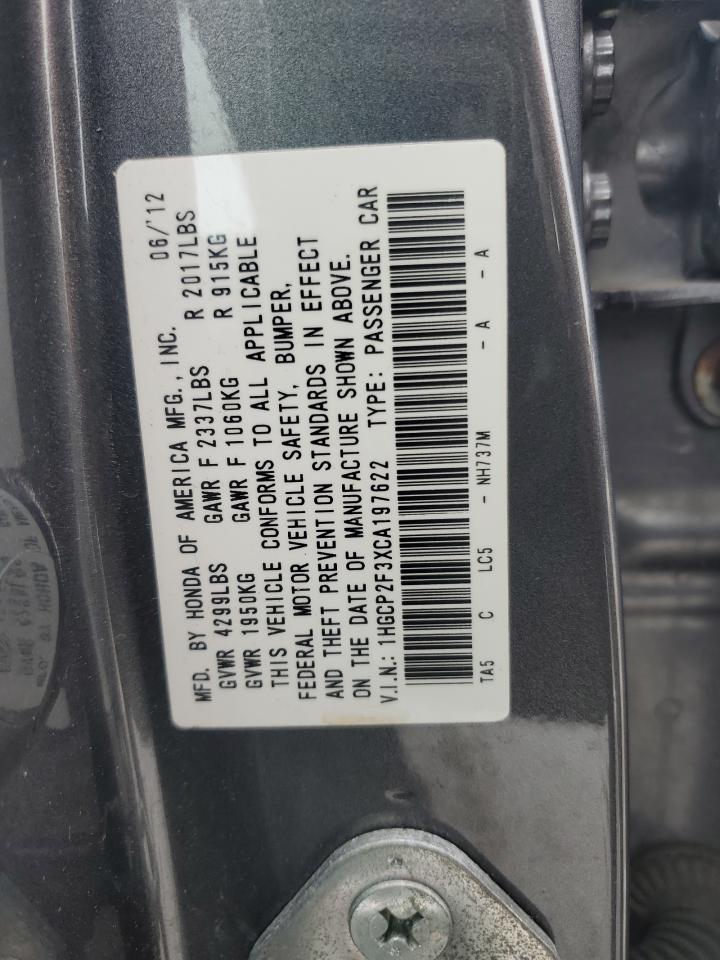 MFD. BY HONDA OF AMERICA MFG., INC. 06/'12
GVWR 4299LBS GAWR F 2337LBS R 2017LBS
GVWR 1950KG GAWR F 1060KG R 915KG
THIS VEHICLE CONFORMS TO ALL APPLICABLE
FEDERAL MOTOR VEHICLE SAFETY, BUMPER,
AND THEFT PREVENTION STANDARDS IN EFFECT
ON THE DATE OF MANUFACTURE SHOWN ABOVE.
V.I.N.: 1HGCP2F3XCA197622 TYPE: PASSENGER CAR
TA5 C LC5 - NH737M - A - A